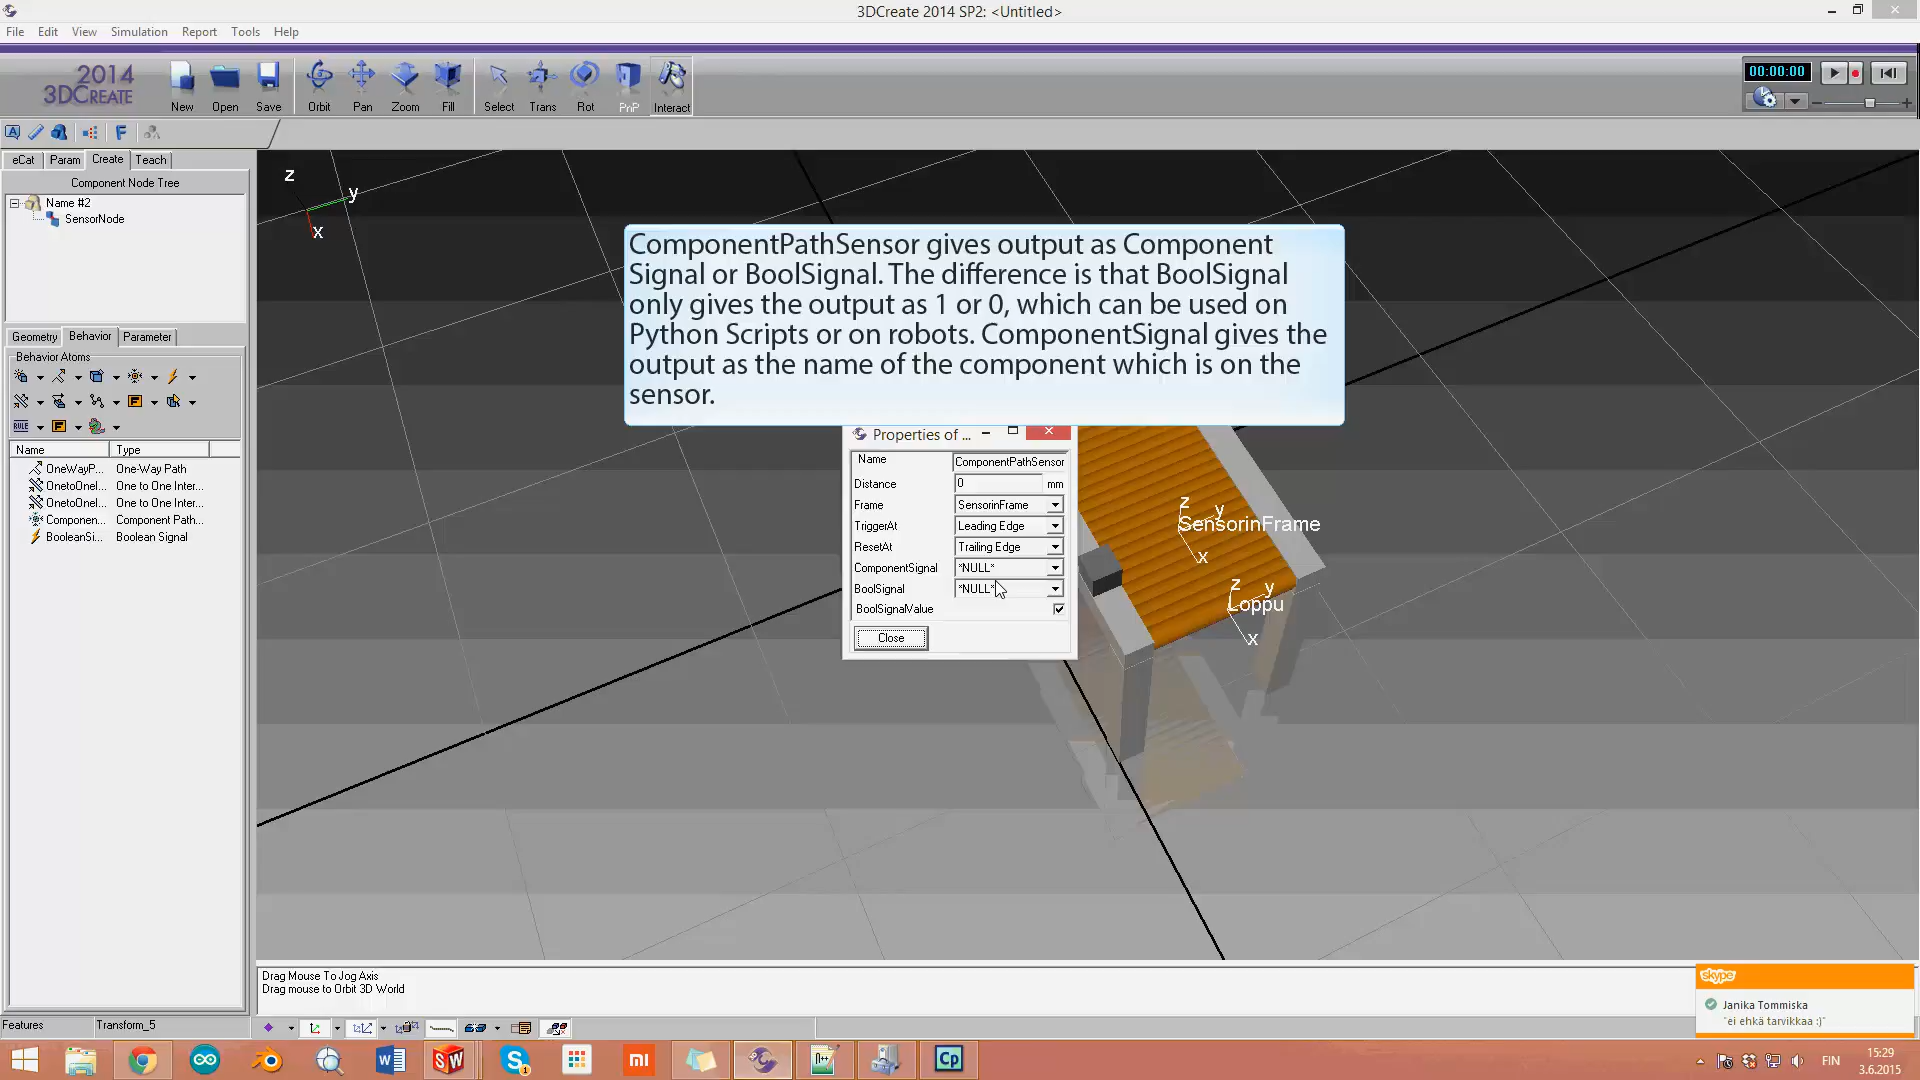 3DCreate 2014 SP2: <Untitled>
File Edit View Simulation Report Tools Help
2014
3DCREATE
New Open Save Orbit Pan Zoom Fill Select Trans Rot PnP Interact
00:00:00
eCat Param Create Teach
Component Node Tree
Name #2
SensorNode
Geometry Behavior Parameter
Behavior Atoms
RULE
Name Type
OneWayP... One-Way Path
OnetoOneI... One to One Inter...
OnetoOneI... One to One Inter...
Componen... Component Path...
BooleanSi... Boolean Signal
z
y
x
ComponentPathSensor gives output as Component
Signal or BoolSignal. The difference is that BoolSignal
only gives the output as 1 or 0, which can be used on
Python Scripts or on robots. ComponentSignal gives the
output as the name of the component which is on the
sensor.
Properties of ...
Name ComponentPathSensor
Distance 0 mm
Frame SensorinFrame
TriggerAt Leading Edge
ResetAt Trailing Edge
ComponentSignal *NULL*
BoolSignal *NULL*
BoolSignalValue
Close
z
y
SensorinFrame
x
z
y
Loppu
x
Drag Mouse To Jog Axis
Drag mouse to Orbit 3D World
Features Transform_5
skype
Janika Tommiska
"ei ehkä tarvikkaa :)"
FIN
15:29
3.6.2015